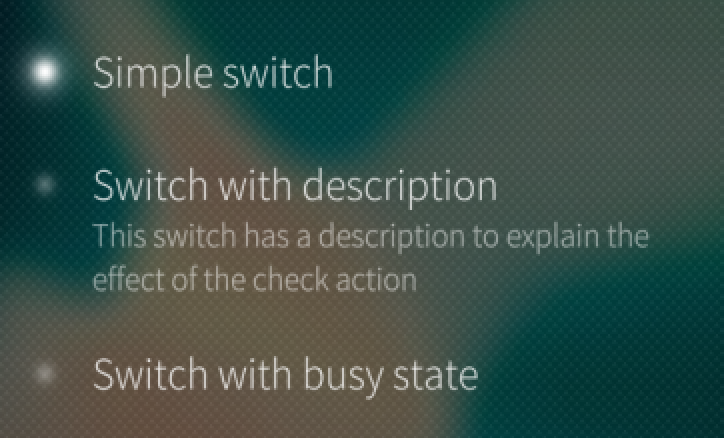 Simple switch
Switch with description
This switch has a description to explain the
effect of the check action
Switch with busy state